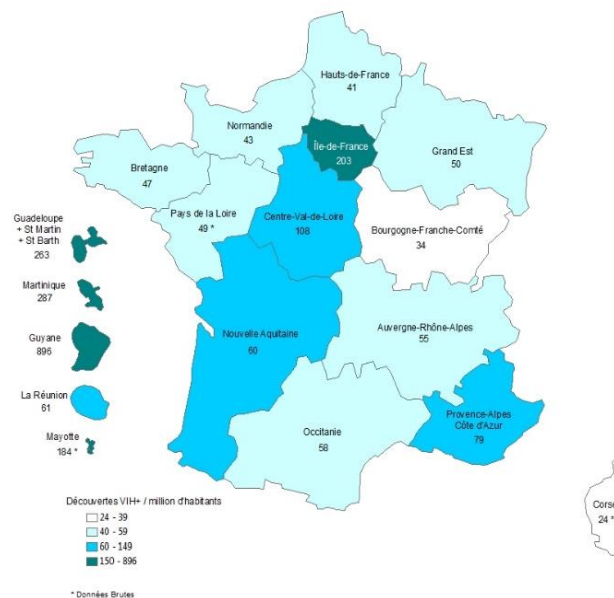 Hauts-de-France
41
Normandie
43
Île-de-France
203
Grand Est
50
Bretagne
47
Pays de la Loire
49 *
Centre-Val-de-Loire
108
Bourgogne-Franche-Comté
34
Guadeloupe
+ St Martin
+ St Barth
263
Martinique
287
Guyane
896
La Réunion
61
Mayotte
184 *
Nouvelle Aquitaine
60
Auvergne-Rhône-Alpes
55
Provence-Alpes
Côte d'Azur
79
Occitanie
58
Corse
24 *
Découvertes VIH+ / million d'habitants
24 - 39
40 - 59
60 - 149
150 - 896
* Données Brutes